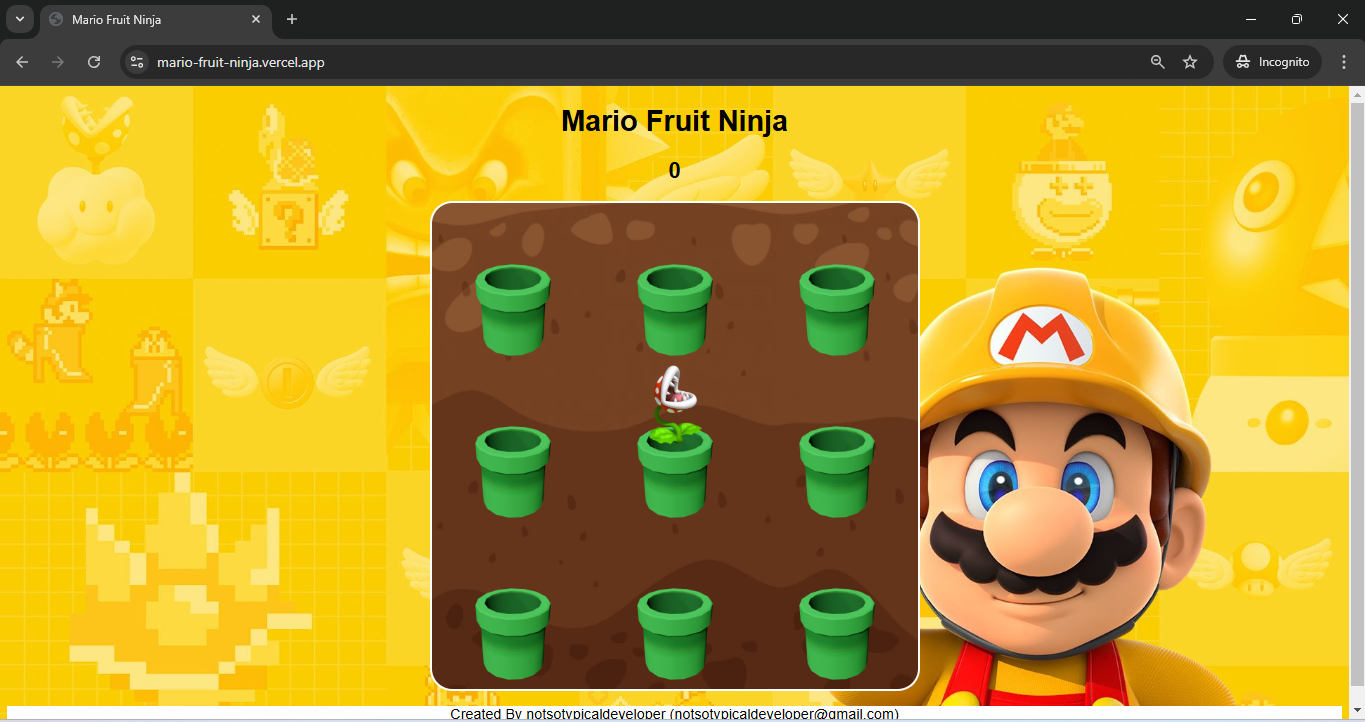 Mario Fruit Ninja
mario-fruit-ninja.vercel.app
Incognito
Mario Fruit Ninja
0
M
Created By notsotypicaldeveloper (notsotypicaldeveloper@gmail.com)